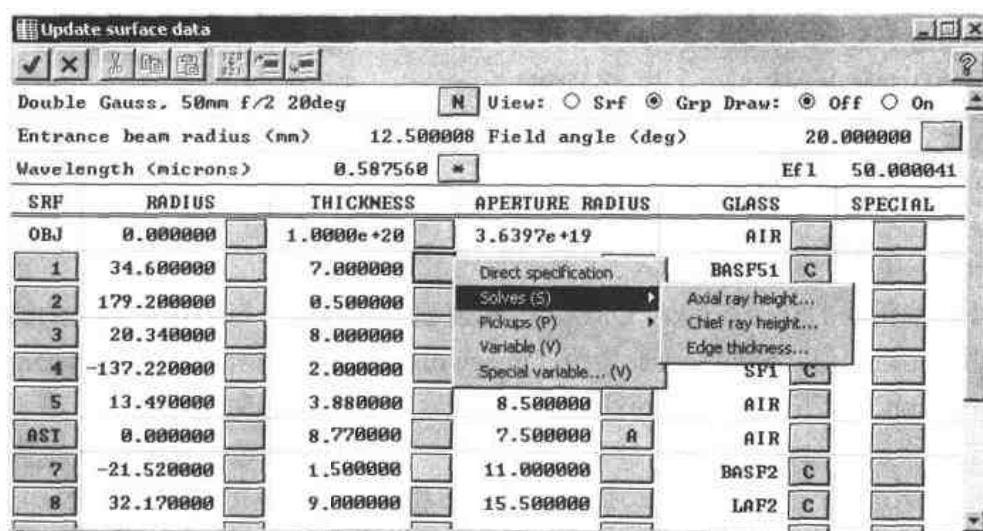 Update surface data
Double Gauss, 50mm f/2 20deg N View: Srf Grp Draw: Off On
Entrance beam radius (mm) 12.500008 Field angle (deg) 20.000000
Wavelength (microns) 0.587560 * Efl 50.000041
SRF RADIUS THICKNESS APERTURE RADIUS GLASS SPECIAL
OBJ 0.000000 1.0000e+20 3.6397e+19 AIR
1 34.600000 7.000000 Direct specification BASF51 C
2 179.200000 0.500000 Solves (S) Axial ray height...
3 20.340000 8.000000 Pickups (P) Chief ray height...
Variable (V) Edge thickness...
4 -137.220000 2.000000 Special variable... (V) SF1 C
5 13.490000 3.880000 8.500000 AIR
AST 0.000000 8.770000 7.500000 A AIR
7 -21.520000 1.500000 11.000000 BASF2 C
8 32.170000 9.000000 15.500000 LAF2 C